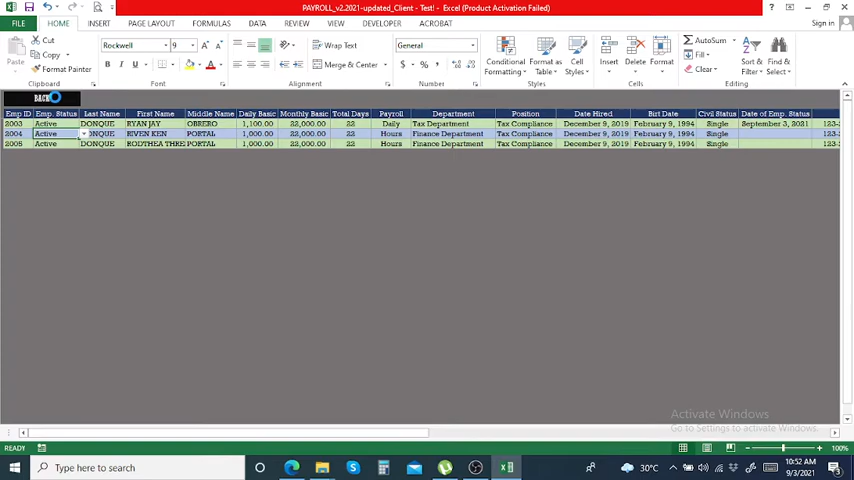 PAYROLL_v2.2021-updated_Client - Test! - Excel (Product Activation Failed)
FILE HOME INSERT PAGE LAYOUT FORMULAS DATA REVIEW VIEW DEVELOPER ACROBAT Sign in
Paste Cut Copy Format Painter
Clipboard
Rockwell 9
B I U
Font
Wrap Text
Merge & Center
Alignment
General
$ % ,
Number
Conditional Formatting Format as Table Cell Styles
Styles
Insert Delete Format
Cells
AutoSum Fill Clear Sort & Filter Find & Select
Editing
BACK
Emp ID Emp. Status Last Name First Name Middle Name Daily Basic Monthly Basic Total Days Payroll Department Position Date Hired Birt Date Civil Status Date of Emp. Status
2003 Active DONQUE RYAN JAY OBRERO 1,100.00 22,000.00 22 Daily Tax Department Tax Compliance December 9, 2019 February 9, 1994 Single September 3, 2021 123-
2004 Active ONQUE RIVEN KEN PORTAL 1,000.00 22,000.00 22 Hours Finance Department Tax Compliance December 9, 2019 February 9, 1994 Single 123-
2005 Active DONQUE RODTHEA THRE PORTAL 1,000.00 22,000.00 22 Hours Finance Department Tax Compliance December 9, 2019 February 9, 1994 Single 123-
Activate Windows
Go to Settings to activate Windows.
READY 100%
Type here to search 30°C 10:52 AM
9/3/2021 3